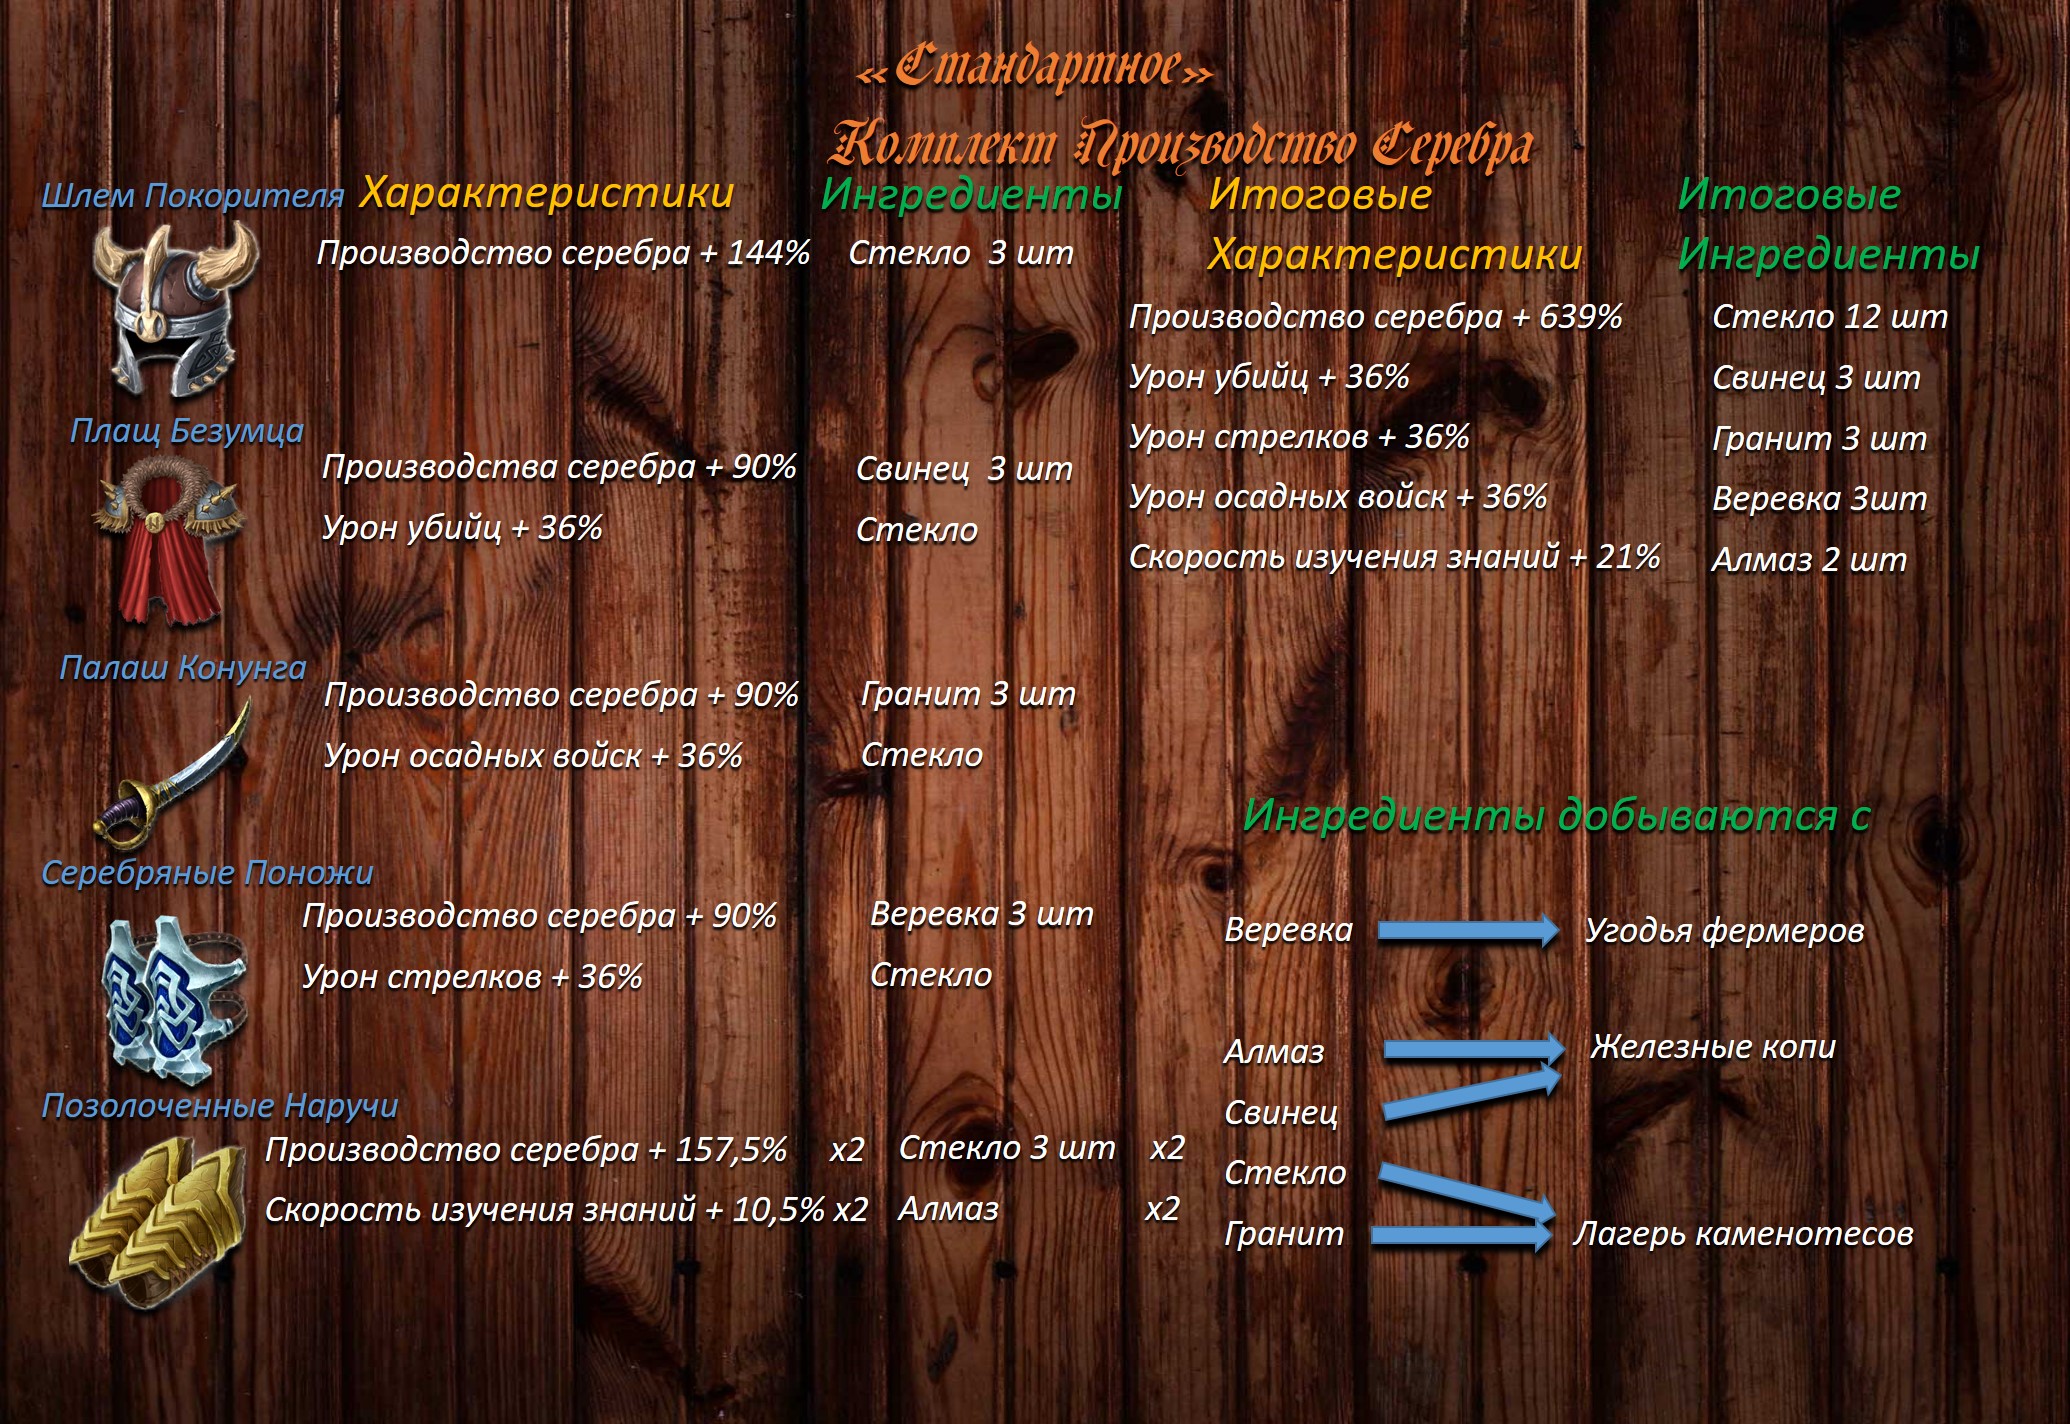 «Стандартное»
Комплект Производство Серебра
Шлем Покорителя
Характеристики
Ингредиенты
Производство серебра + 144%
Стекло 3 шт
Плащ Безумца
Производства серебра + 90%
Свинец 3 шт
Урон убийц + 36%
Стекло
Палаш Конунга
Производство серебра + 90%
Гранит 3 шт
Урон осадных войск + 36%
Стекло
Серебряные Поножи
Производство серебра + 90%
Веревка 3 шт
Урон стрелков + 36%
Стекло
Позолоченные Наручи
Производство серебра + 157,5% x2
Стекло 3 шт x2
Скорость изучения знаний + 10,5% x2
Алмаз x2
Итоговые
Характеристики
Производство серебра + 639%
Урон убийц + 36%
Урон стрелков + 36%
Урон осадных войск + 36%
Скорость изучения знаний + 21%
Итоговые
Ингредиенты
Стекло 12 шт
Свинец 3 шт
Гранит 3 шт
Веревка 3шт
Алмаз 2 шт
Ингредиенты добываются с
Веревка
Угодья фермеров
Алмаз
Железные копи
Свинец
Стекло
Гранит
Лагерь каменотесов